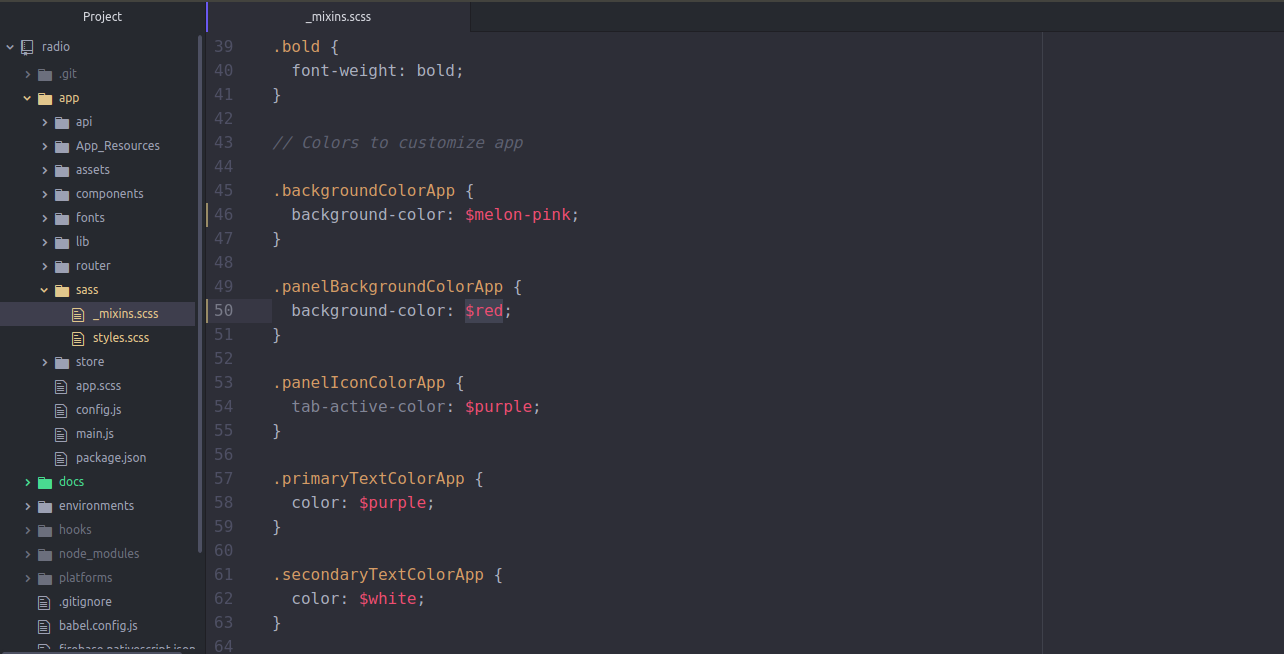 Project
radio
.git
app
api
App_Resources
assets
components
fonts
lib
router
sass
_mixins.scss
styles.scss
store
app.scss
config.js
main.js
package.json
docs
environments
hooks
node_modules
platforms
.gitignore
babel.config.js
firebase.nativescript.json
_mixins.scss
39 .bold {
40 font-weight: bold;
41 }
42
43 // Colors to customize app
44
45 .backgroundColorApp {
46 background-color: $melon-pink;
47 }
48
49 .panelBackgroundColorApp {
50 background-color: $red;
51 }
52
53 .panelIconColorApp {
54 tab-active-color: $purple;
55 }
56
57 .primaryTextColorApp {
58 color: $purple;
59 }
60
61 .secondaryTextColorApp {
62 color: $white;
63 }
64